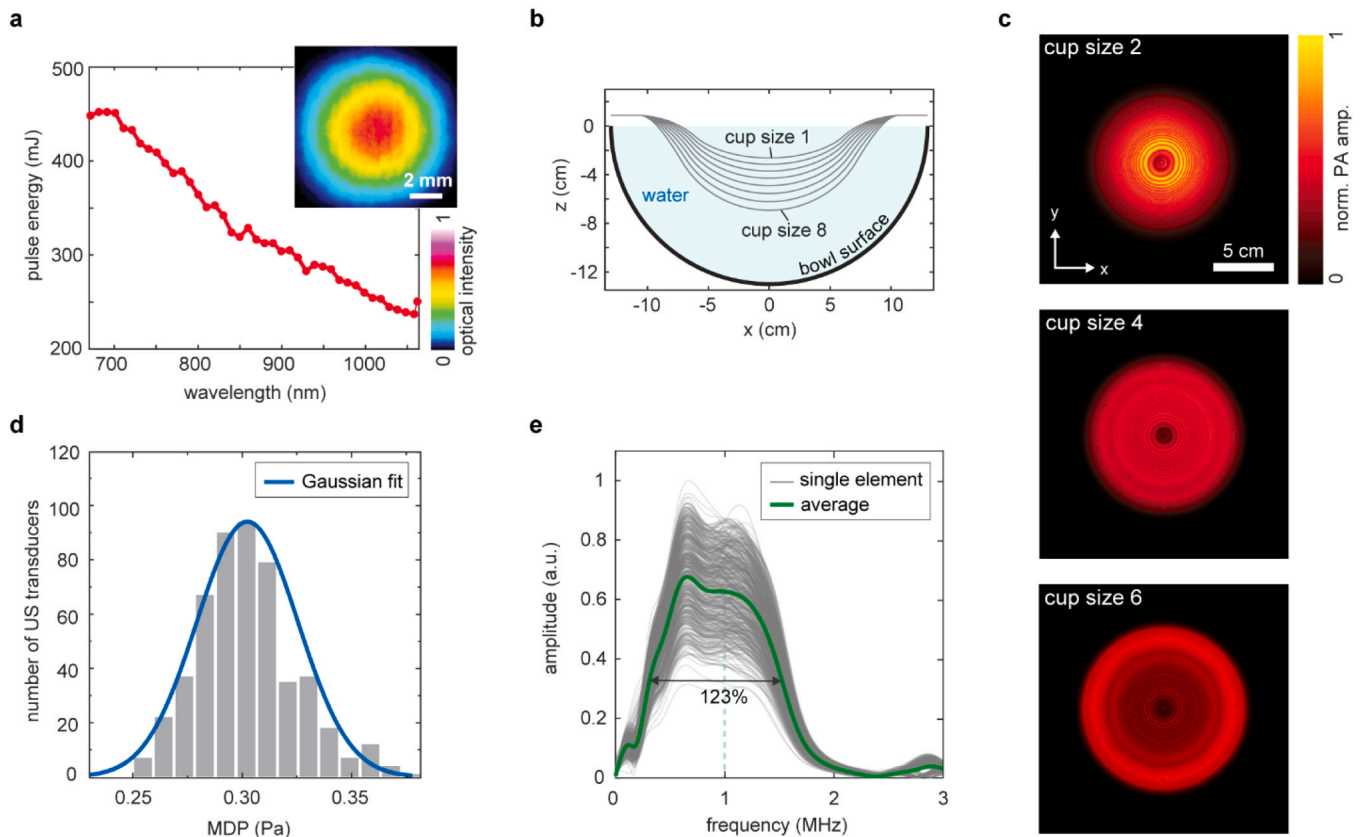 a
500
400
300
200
pulse energy (mJ)
700
800
900
1000
wavelength (nm)
2 mm
0
1
optical intensity
b
0
-4
-8
-12
z (cm)
cup size 1
water
cup size 8
bowl surface
-10
-5
0
5
10
x (cm)
c
cup size 2
y
x
5 cm
1
0
norm. PA amp.
cup size 4
cup size 6
d
120
100
80
60
40
20
0
number of US transducers
Gaussian fit
0.25
0.30
0.35
MDP (Pa)
e
1
0.8
0.6
0.4
0.2
0
amplitude (a.u.)
single element
average
123%
0
1
2
3
frequency (MHz)